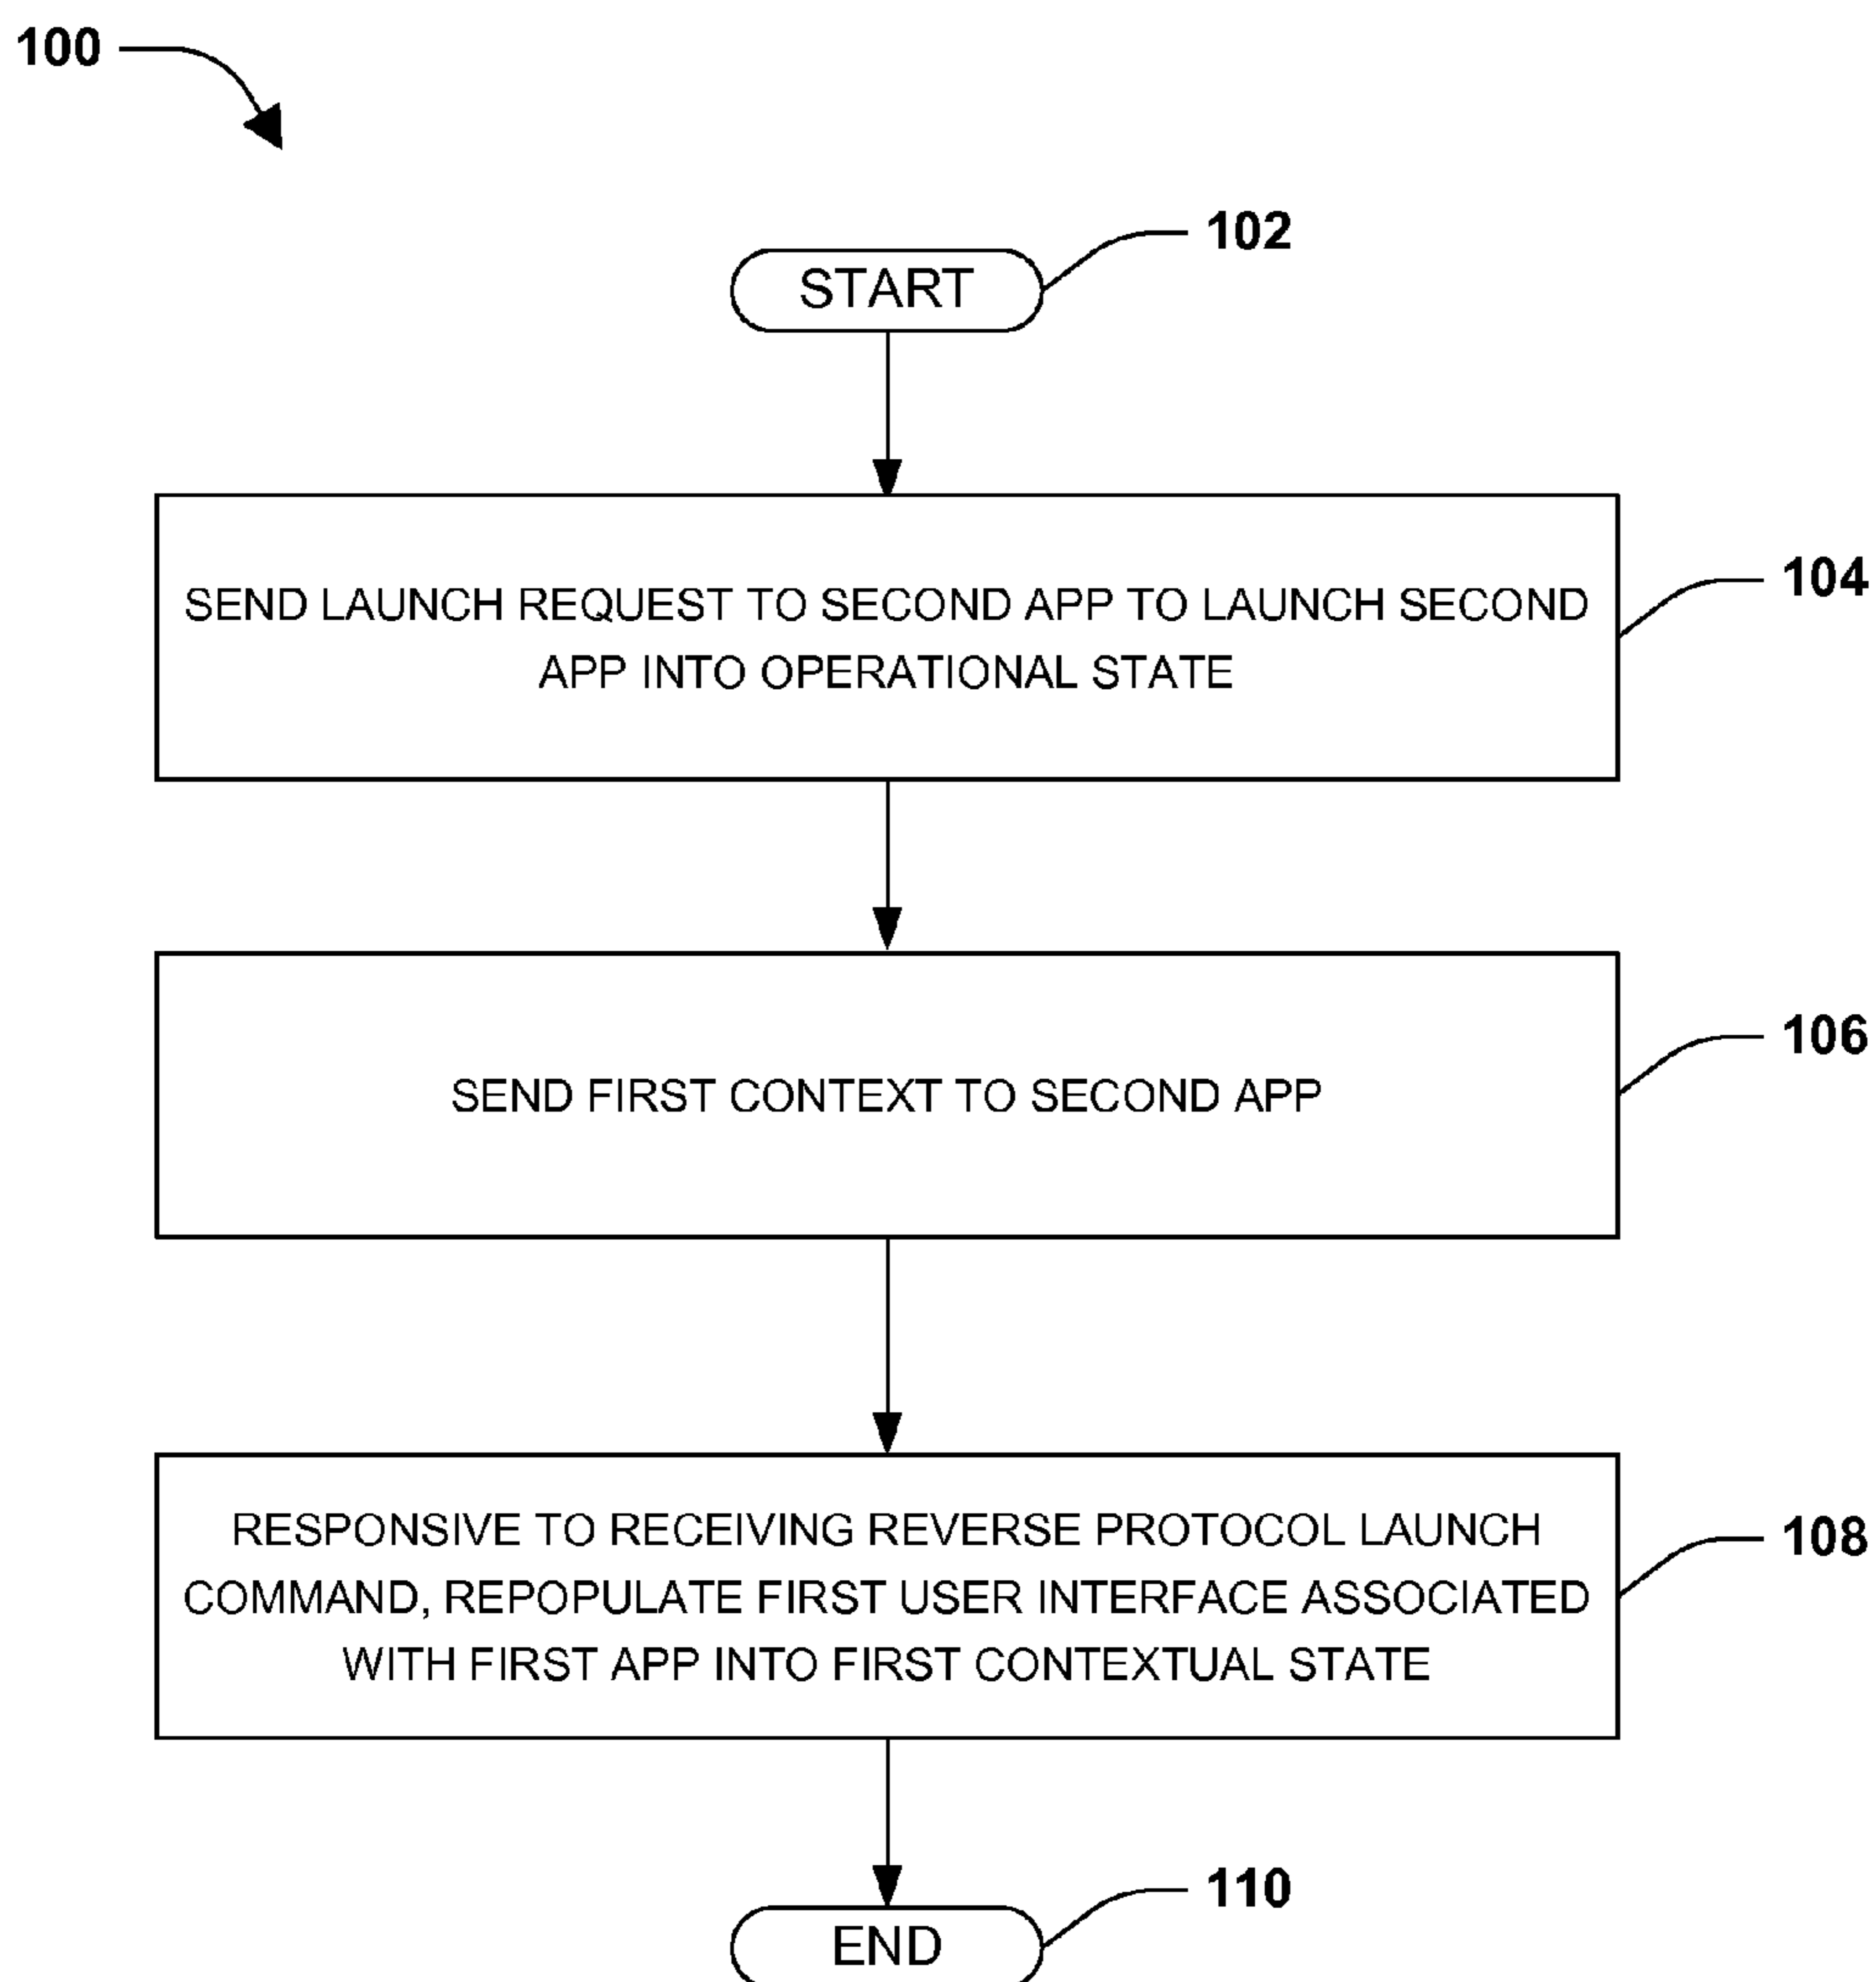 100
102
START
104
SEND LAUNCH REQUEST TO SECOND APP TO LAUNCH SECOND
APP INTO OPERATIONAL STATE
106
SEND FIRST CONTEXT TO SECOND APP
108
RESPONSIVE TO RECEIVING REVERSE PROTOCOL LAUNCH
COMMAND, REPOPULATE FIRST USER INTERFACE ASSOCIATED
WITH FIRST APP INTO FIRST CONTEXTUAL STATE
110
END